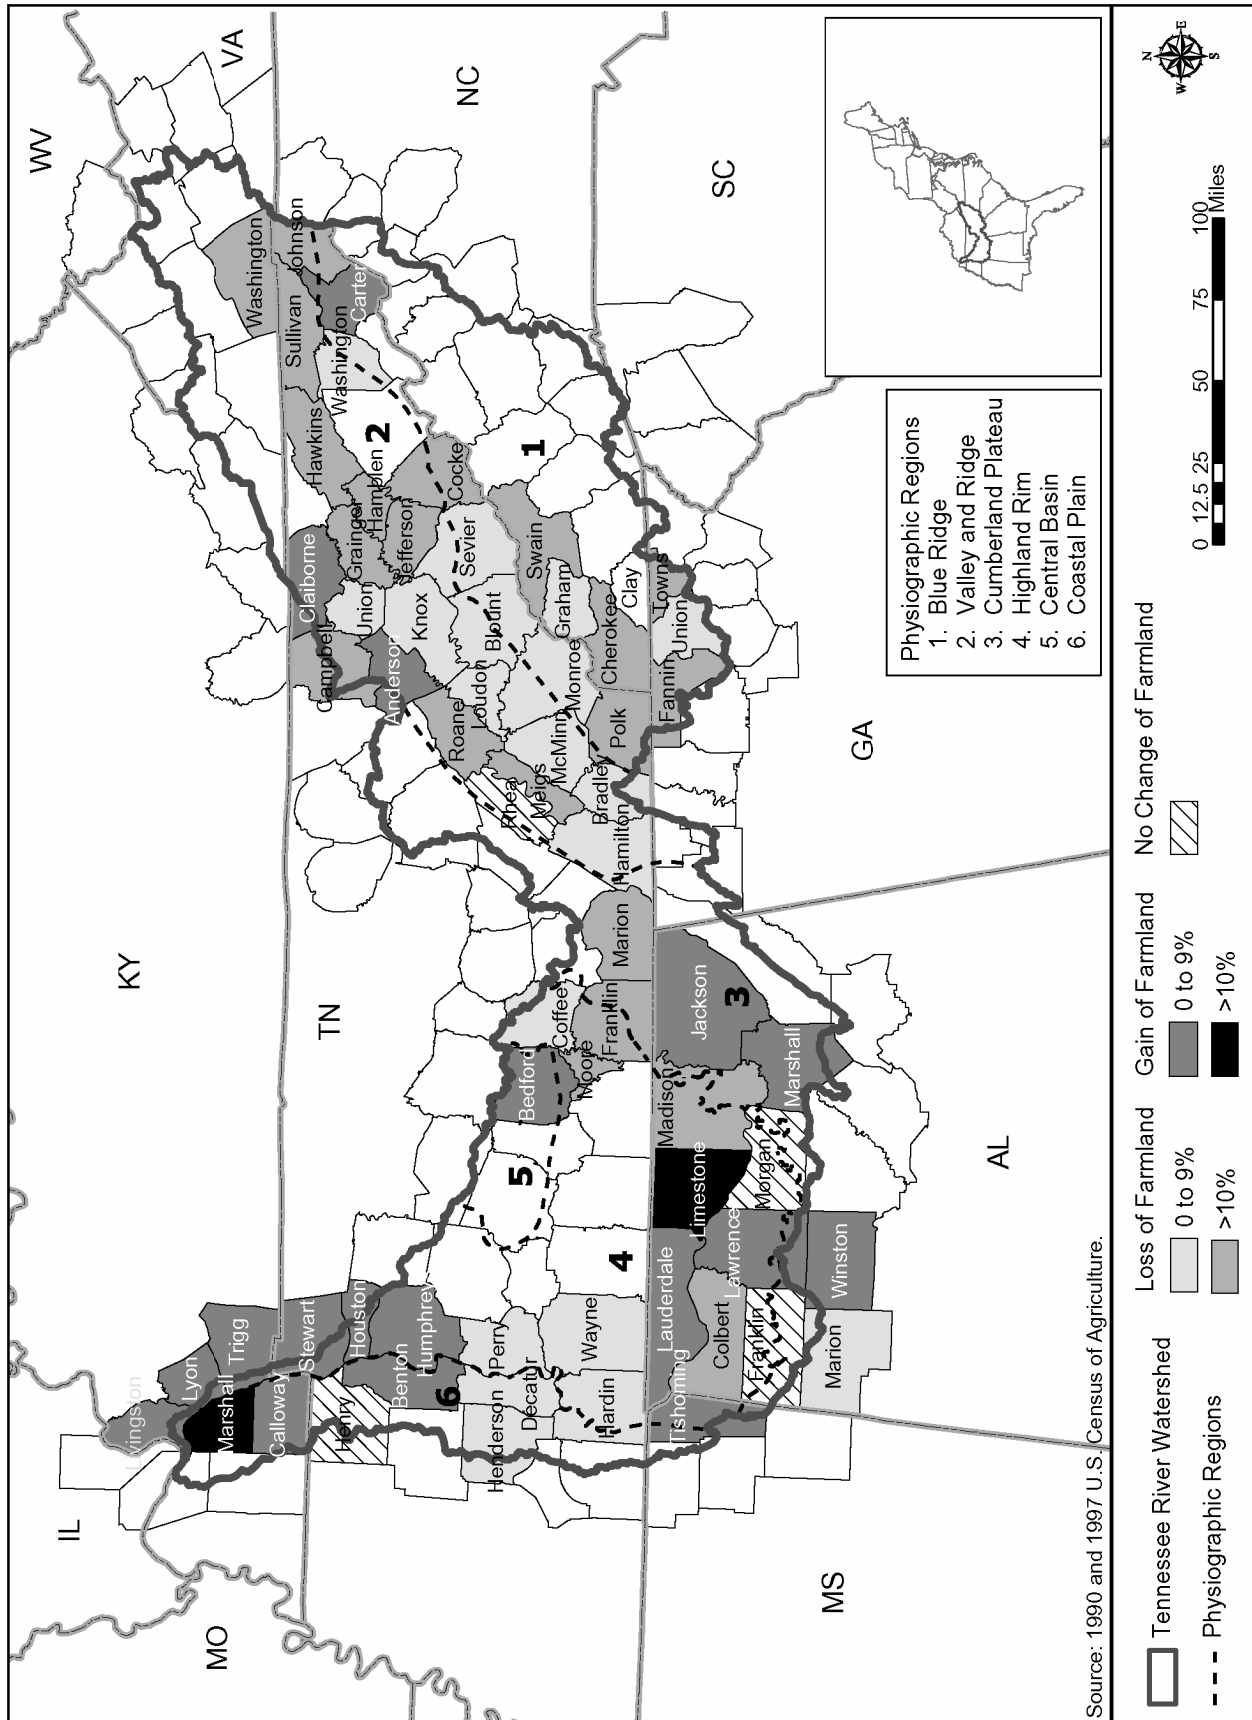 WV
VA
NC
SC
KY
TN
IL
MO
MS
AL
GA
Washington
Johnson
Sullivan
Carter
Washington
Hawkins
2
Hamblen
Cocke
1
Claiborne
Grainger
Jefferson
Sevier
Swain
Campbell
Union
Knox
Blount
Graham
Clay
Towns
Anderson
Roane
Loudon
Monroe
Cherokee
Union
Fannin
Rhea
Meigs
McMinn
Polk
Bradley
Hamilton
Marion
Coffee
Franklin
Bedford
Moore
Jackson
3
Marshall
Madison
5
Limestone
Morgan
4
Lawrence
Winston
Livingson
Lyon
Trigg
Marshall
Calloway
Stewart
Houston
Henry
Benton
Humphrey
6
Perry
Henderson
Decatur
Wayne
Hardin
Lauderdale
Tishoming
Colbert
Franklin
Marion
Physiographic Regions
1. Blue Ridge
2. Valley and Ridge
3. Cumberland Plateau
4. Highland Rim
5. Central Basin
6. Coastal Plain
Source: 1990 and 1997 U.S. Census of Agriculture.
Tennessee River Watershed
Physiographic Regions
Loss of Farmland
0 to 9%
>10%
Gain of Farmland
0 to 9%
>10%
No Change of Farmland
0 12.5 25 50 75 100
Miles
N
W E
S